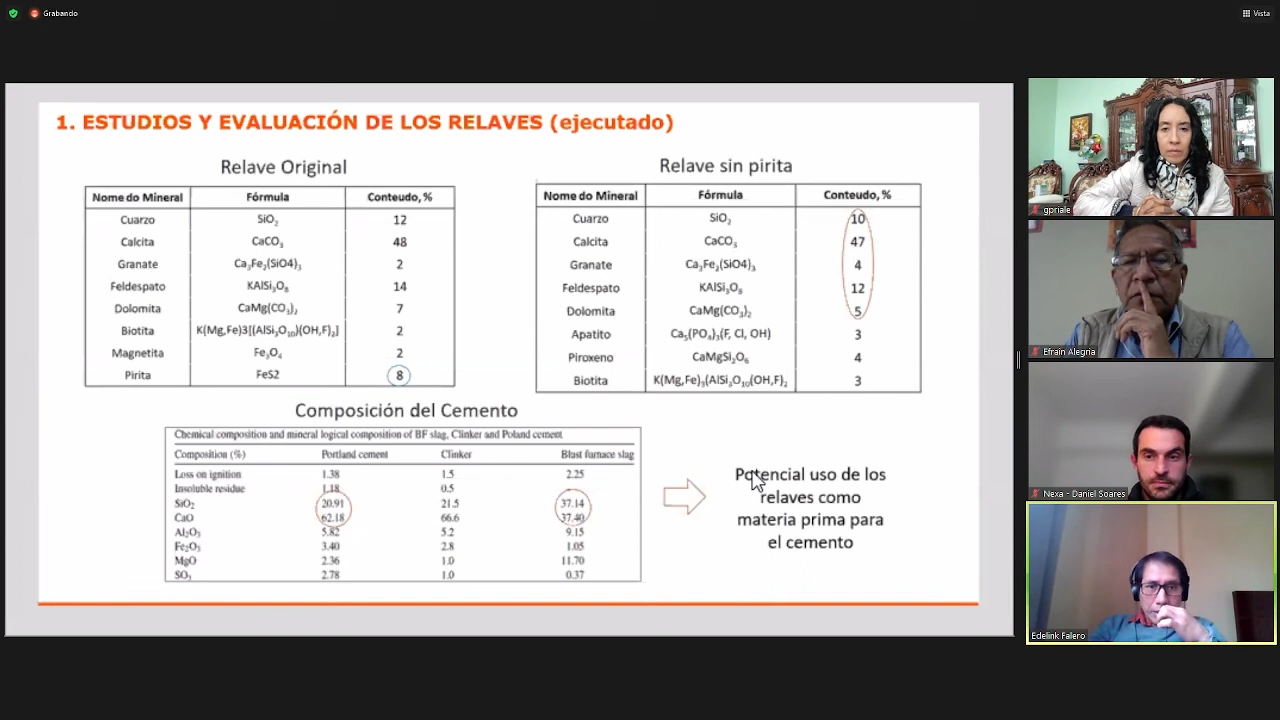 Grabando
Vista
1. ESTUDIOS Y EVALUACIÓN DE LOS RELAVES (ejecutado)
Relave Original
Nome do Mineral Fórmula Conteudo, %
Cuarzo SiO₂ 12
Calcita CaCO₃ 48
Granate Ca₃Fe₂(SiO4)₃ 2
Feldespato KAlSi₃O₈ 14
Dolomita CaMg(CO₃)₂ 7
Biotita K(Mg,Fe)3[(AlSi₃O₁₀)(OH,F)₂] 2
Magnetita Fe₃O₄ 2
Pirita FeS2 8
Relave sin pirita
Nome do Mineral Fórmula Conteudo, %
Cuarzo SiO₂ 10
Calcita CaCO₃ 47
Granate Ca₃Fe₂(SiO4)₃ 4
Feldespato KAlSi₃O₈ 12
Dolomita CaMg(CO₃)₂ 5
Apatito Ca₅(PO₄)₃(F, Cl, OH) 3
Piroxeno CaMgSi₂O₆ 4
Biotita K(Mg,Fe)₃(AlSi₃O₁₀(OH,F)₂ 3
Composición del Cemento
Chemical composition and mineral logical composition of BF slag, Clinker and Poland cement
Composition (%) Portland cement Clinker Blast furnace slag
Loss on ignition 1.38 1.5 2.25
Insoluble residue 1.18 0.5
SiO₂ 20.91 21.5 37.14
CaO 62.18 66.6 37.40
Al₂O₃ 5.82 5.2 9.15
Fe₂O₃ 3.40 2.8 1.05
MgO 2.36 1.0 11.70
SO₃ 2.78 1.0 0.37
Potencial uso de los
relaves como
materia prima para
el cemento
gpriale
Efrain Alegria
Nexa - Daniel Soares
Edelink Falero